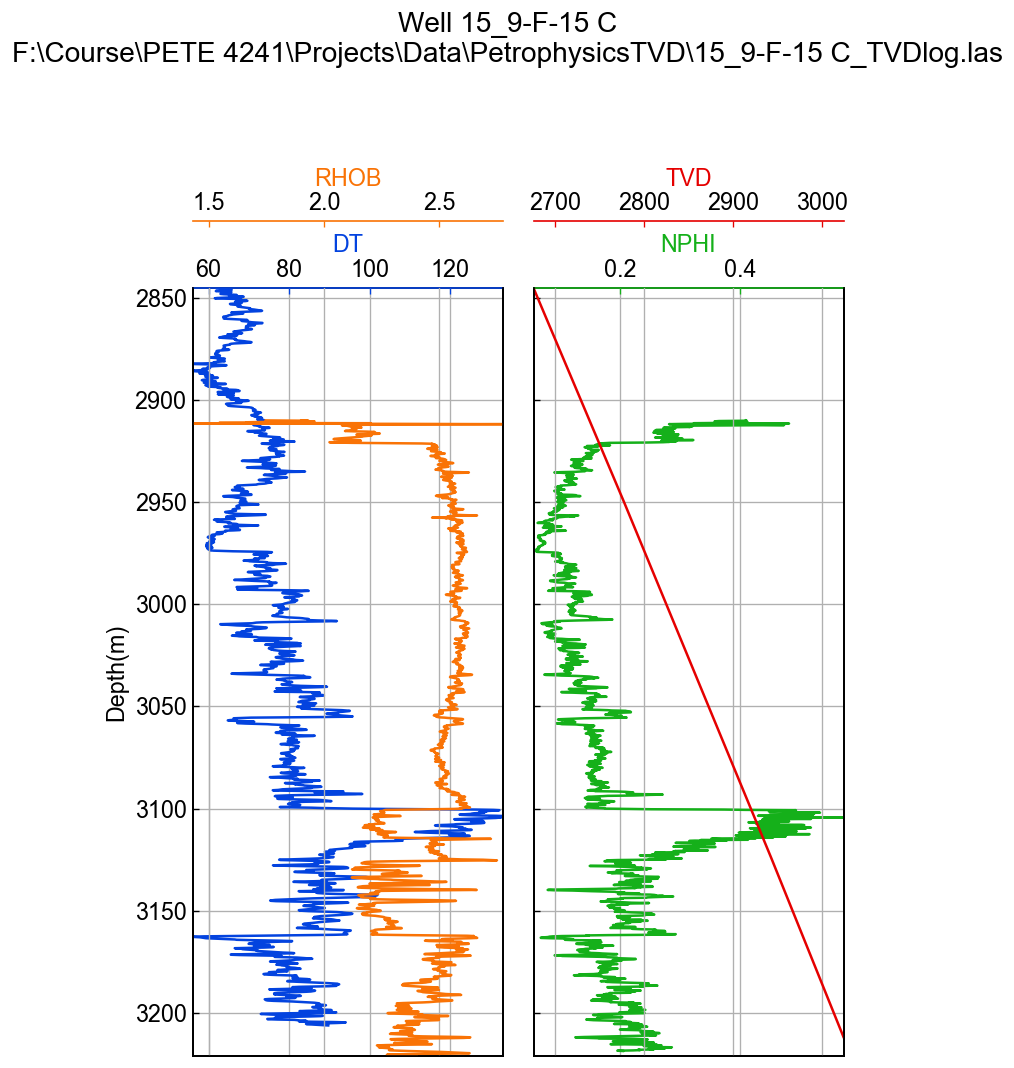 Well 15_9-F-15 C
F:\Course\PETE 4241\Projects\Data\PetrophysicsTVD\15_9-F-15 C_TVDlog.las
RHOB
1.5 2.0 2.5
DT
60 80 100 120
TVD
2700 2800 2900 3000
NPHI
0.2 0.4
Depth(m)
2850
2900
2950
3000
3050
3100
3150
3200